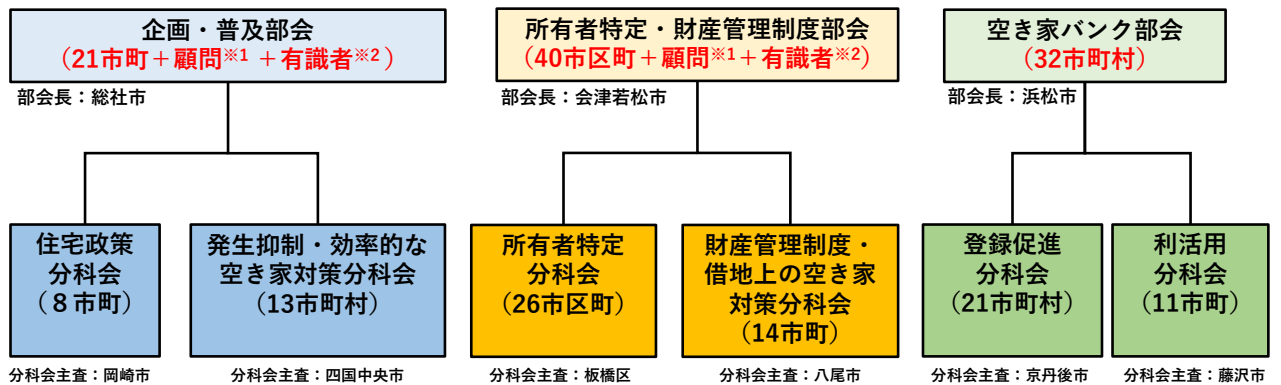 企画・普及部会
（21市町＋顧問※1 ＋有識者※2）
部会長：総社市
所有者特定・財産管理制度部会
（40市区町＋顧問※1＋有識者※2）
部会長：会津若松市
空き家バンク部会
（32市町村）
部会長：浜松市
住宅政策
分科会
（８市町）
分科会主査：岡崎市
発生抑制・効率的な
空き家対策分科会
（13市町村）
分科会主査：四国中央市
所有者特定
分科会
（26市区町）
分科会主査：板橋区
財産管理制度・
借地上の空き家
対策分科会
（14市町）
分科会主査：八尾市
登録促進
分科会
（21市町村）
分科会主査：京丹後市
利活用
分科会
（11市町）
分科会主査：藤沢市